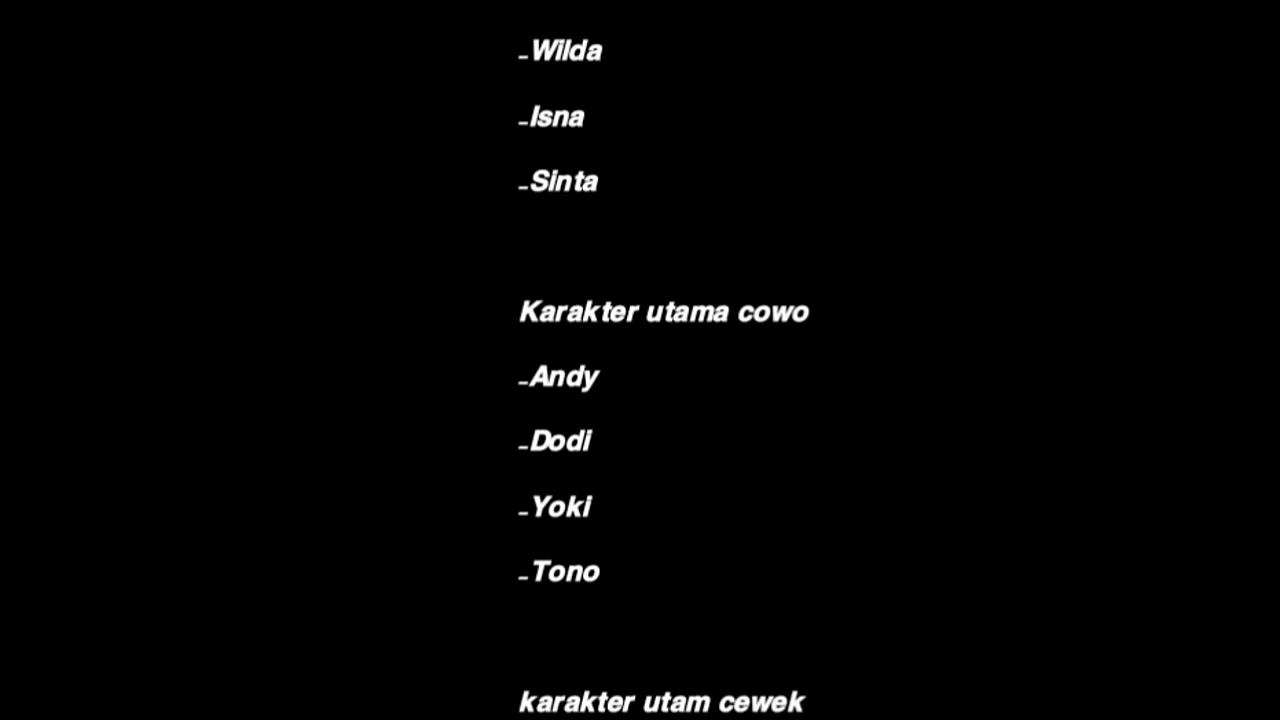 -Wilda
-Isna
-Sinta
Karakter utama cowo
-Andy
-Dodi
-Yoki
-Tono
karakter utam cewek